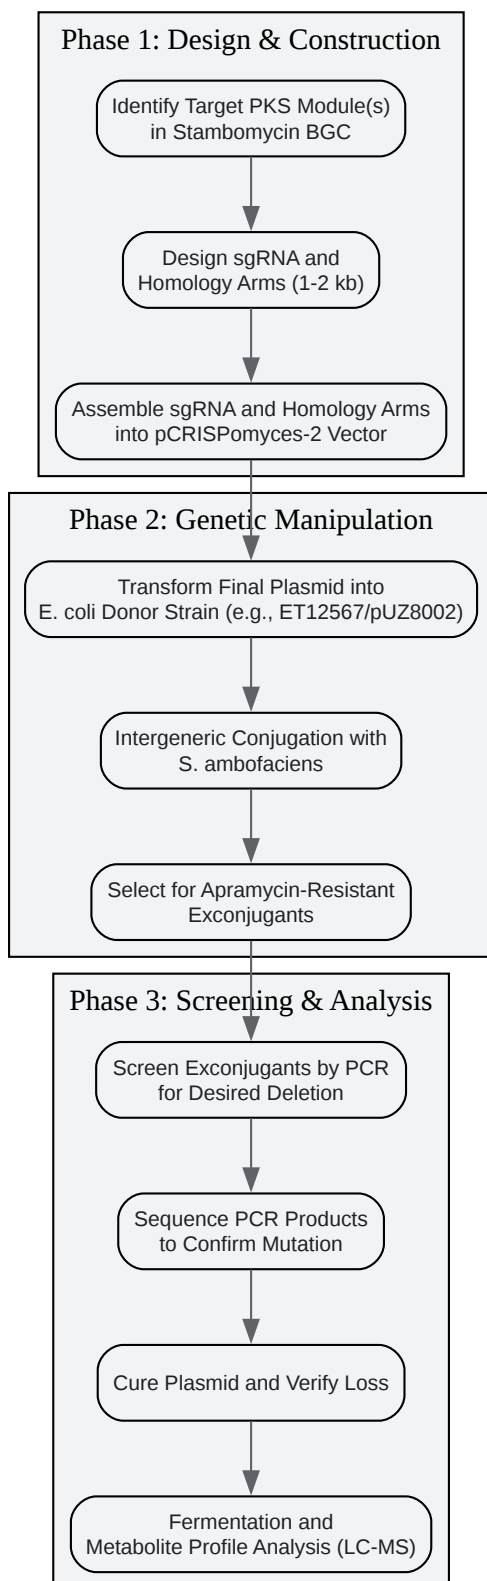 Phase 1: Design & Construction
Identify Target PKS Module(s)
in Stambomycin BGC
Design sgRNA and
Homology Arms (1-2 kb)
Assemble sgRNA and Homology Arms
into pCRISPomyces-2 Vector
Phase 2: Genetic Manipulation
Transform Final Plasmid into
E. coli Donor Strain (e.g., ET12567/pUZ8002)
Intergeneric Conjugation with
S. ambofaciens
Select for Apramycin-Resistant
Exconjugants
Phase 3: Screening & Analysis
Screen Exconjugants by PCR
for Desired Deletion
Sequence PCR Products
to Confirm Mutation
Cure Plasmid and Verify Loss
Fermentation and
Metabolite Profile Analysis (LC-MS)